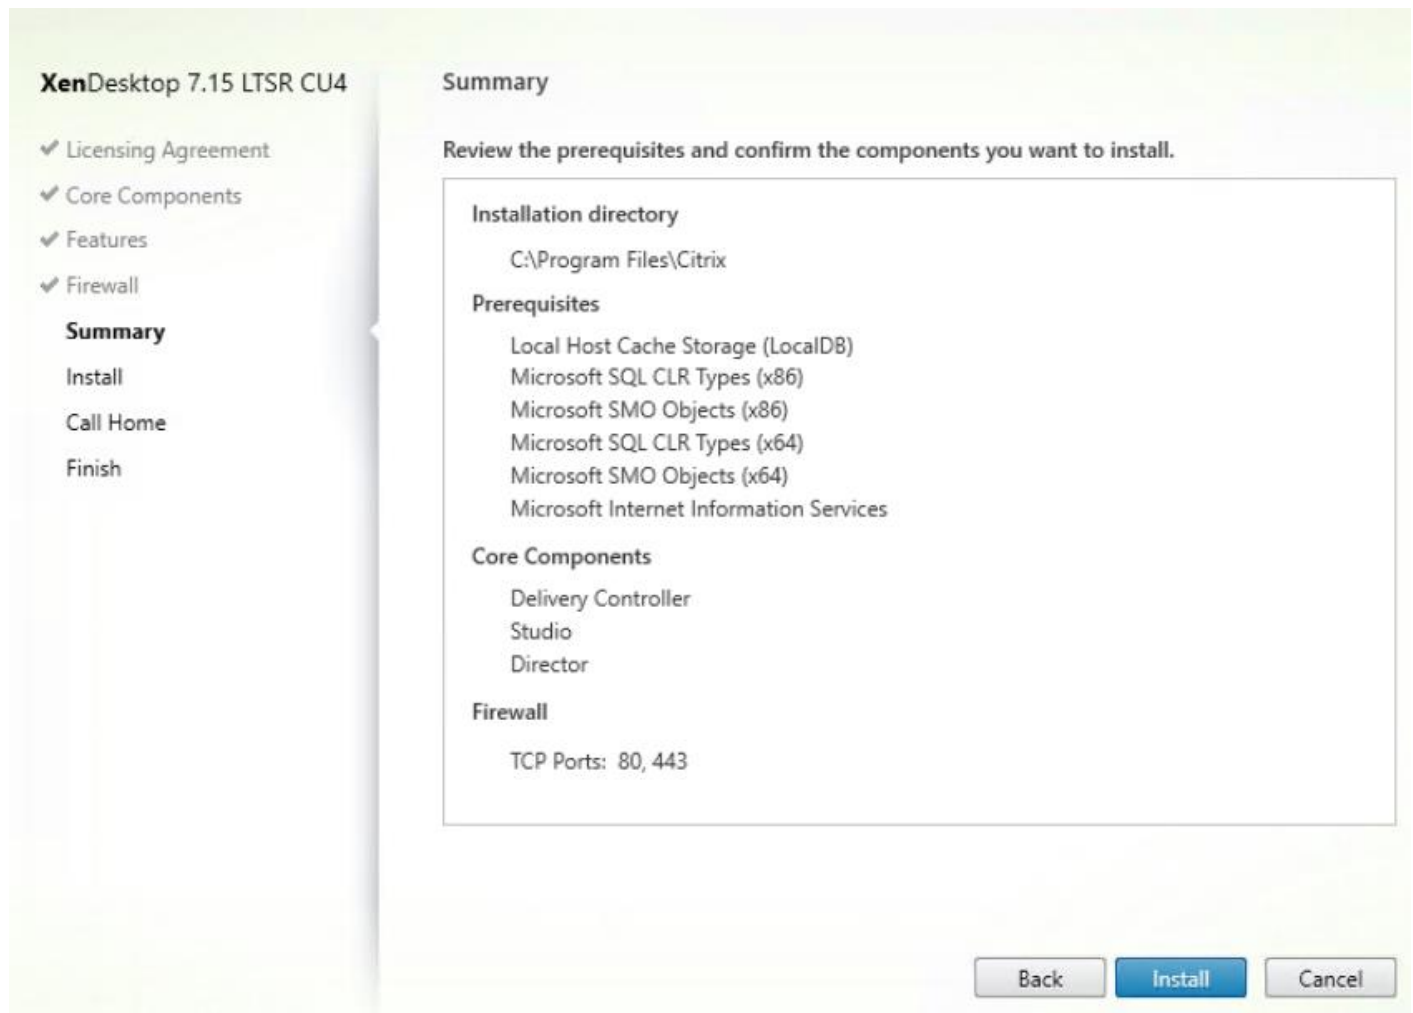 XenDesktop 7.15 LTSR CU4
Licensing Agreement
Core Components
Features
Firewall
Summary
Install
Call Home
Finish
Summary
Review the prerequisites and confirm the components you want to install.
Installation directory
C:\Program Files\Citrix
Prerequisites
Local Host Cache Storage (LocalDB)
Microsoft SQL CLR Types (x86)
Microsoft SMO Objects (x86)
Microsoft SQL CLR Types (x64)
Microsoft SMO Objects (x64)
Microsoft Internet Information Services
Core Components
Delivery Controller
Studio
Director
Firewall
TCP Ports: 80, 443
Back
Install
Cancel